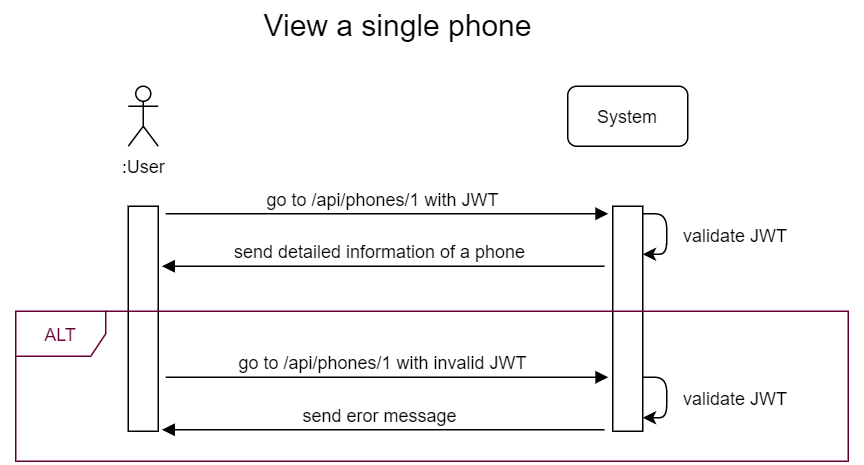 View a single phone
System
:User
go to /api/phones/1 with JWT
validate JWT
send detailed information of a phone
ALT
go to /api/phones/1 with invalid JWT
validate JWT
send eror message